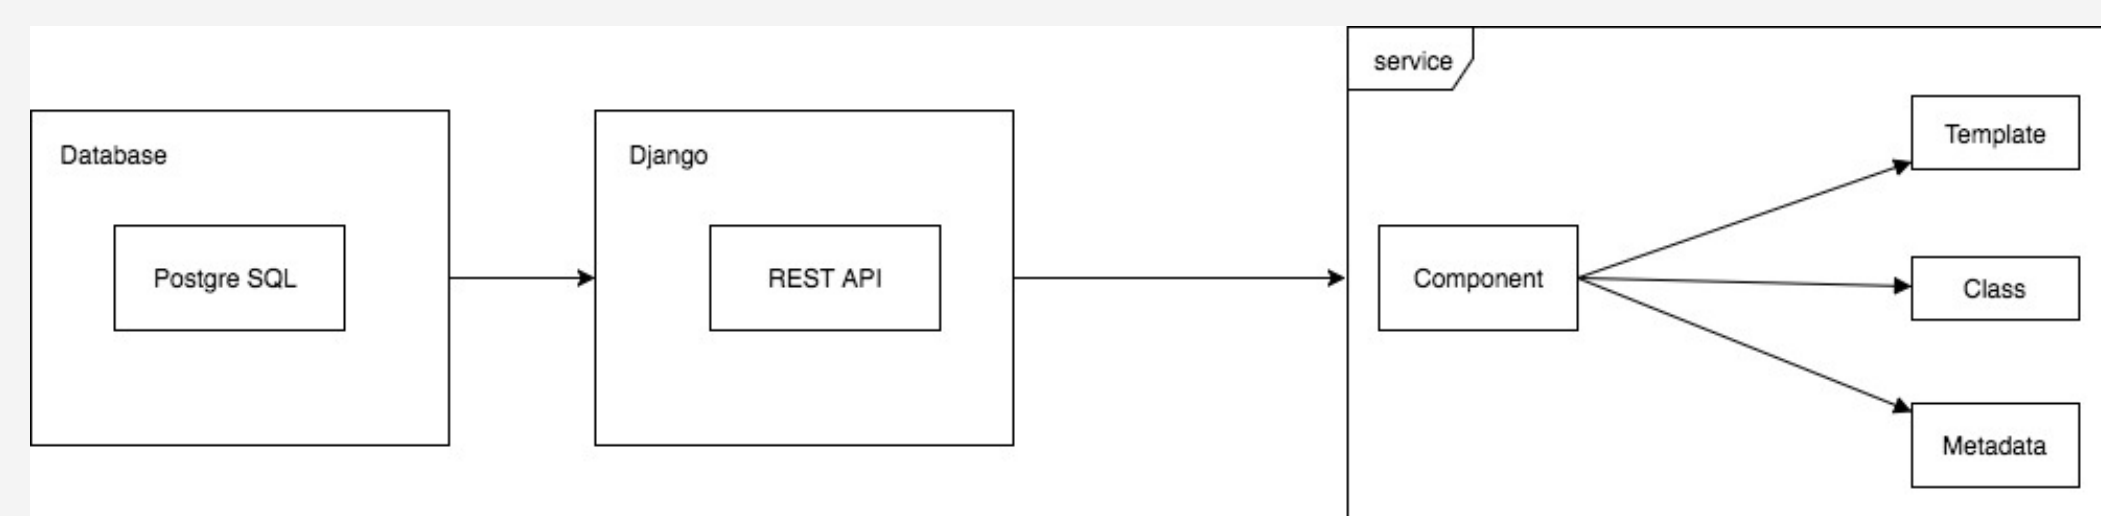 service
Database
Postgre SQL
Django
REST API
Component
Template
Class
Metadata